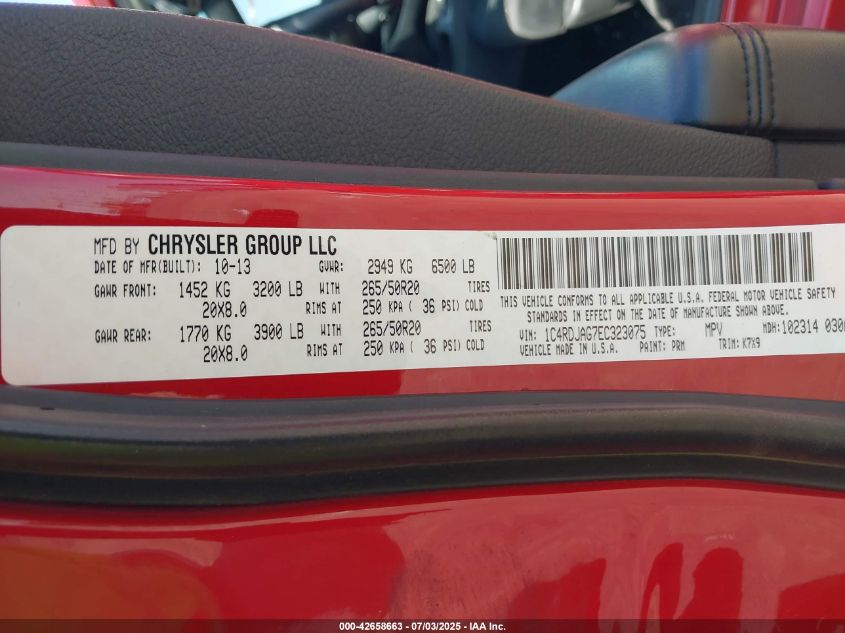 MFD BY CHRYSLER GROUP LLC
DATE OF MFR(BUILT): 10-13 GVWR: 2949 KG 6500 LB
GAWR FRONT: 1452 KG 3200 LB WITH 265/50R20 TIRES
20X8.0 RIMS AT 250 KPA ( 36 PSI) COLD
GAWR REAR: 1770 KG 3900 LB WITH 265/50R20 TIRES
20X8.0 RIMS AT 250 KPA ( 36 PSI) COLD
THIS VEHICLE CONFORMS TO ALL APPLICABLE U.S.A. FEDERAL MOTOR VEHICLE SAFETY
STANDARDS IN EFFECT ON THE DATE OF MANUFACTURE SHOWN ABOVE.
VIN: 1C4RDJAG7EC323075 TYPE: MPV MDH: 102314
VEHICLE MADE IN U.S.A. PAINT: PRM TRIM: K7X9
000-42658663 - 07/03/2025 - IAA Inc.